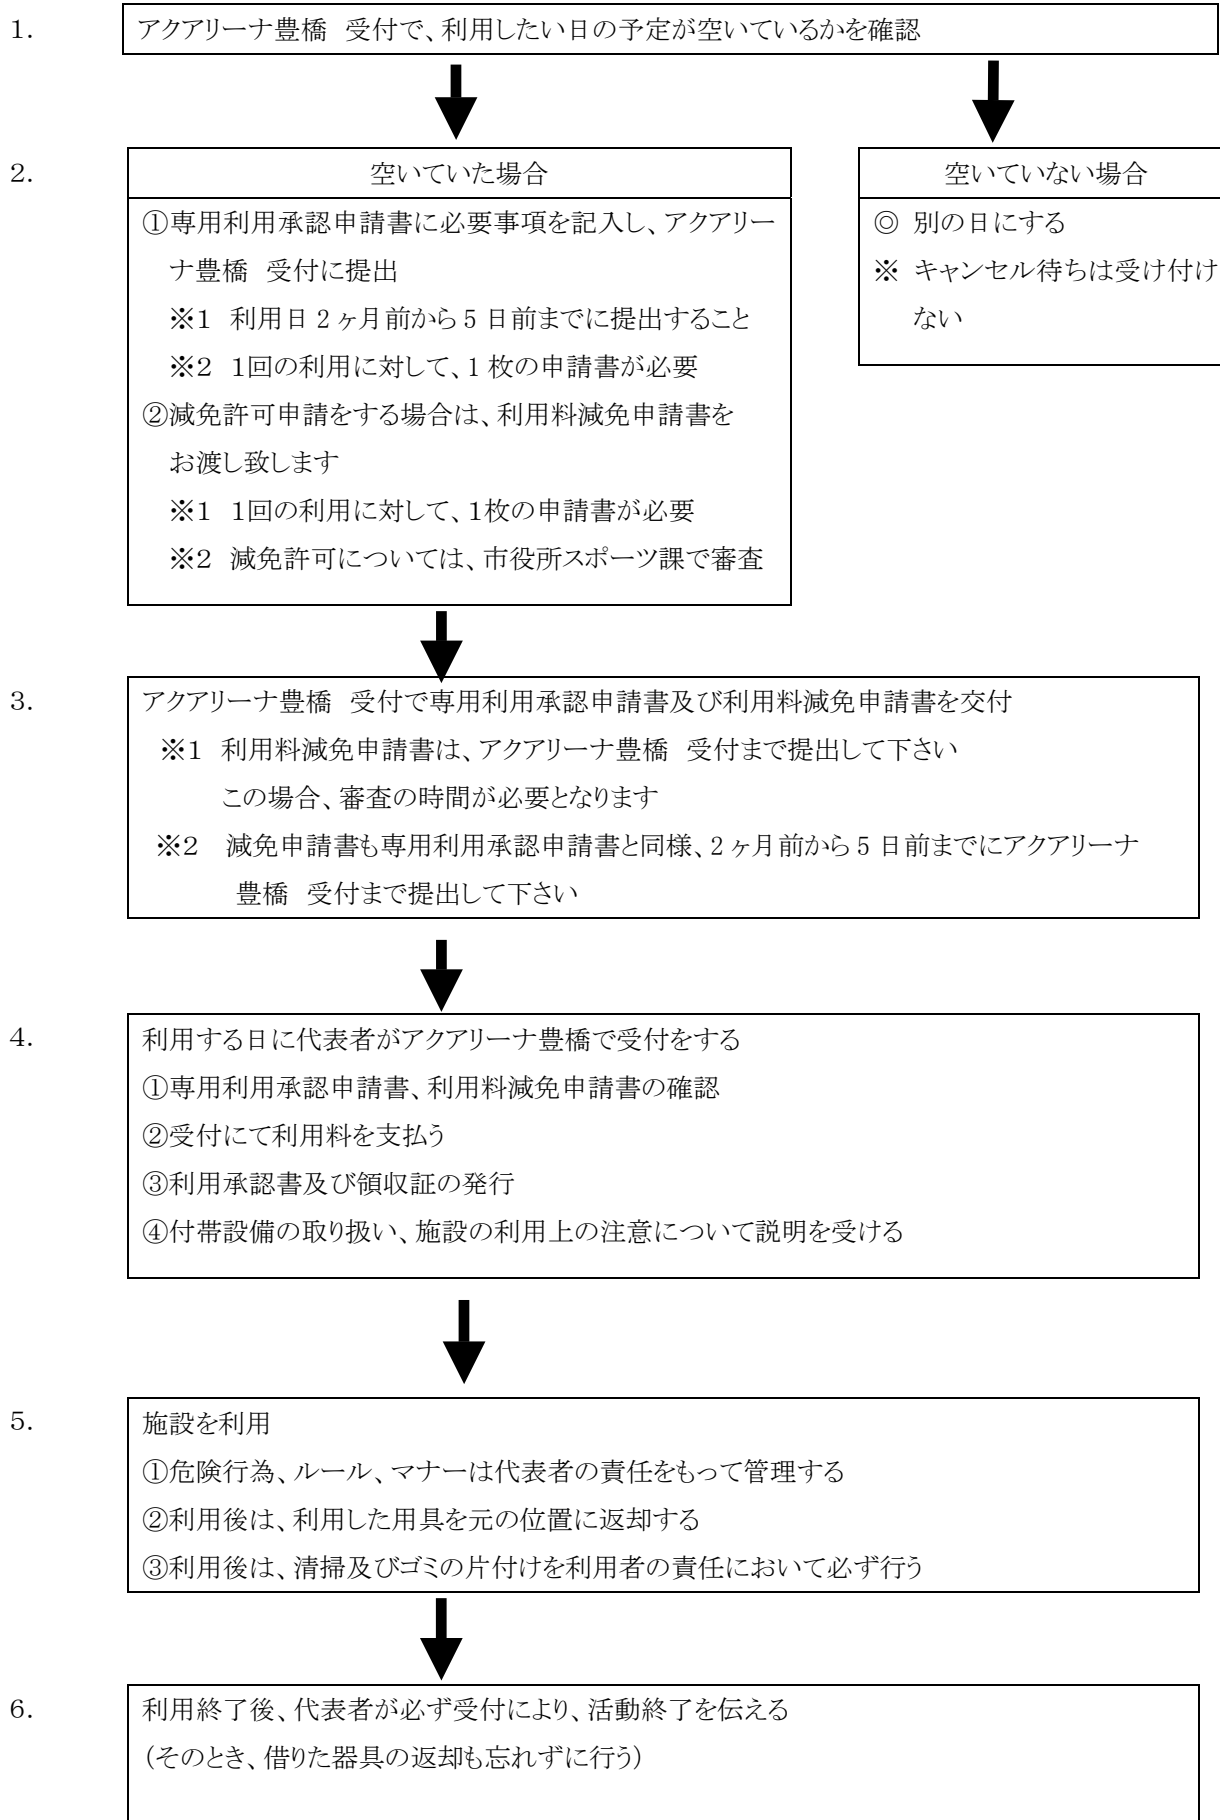 1. アクアリーナ豊橋 受付で、利用したい日の予定が空いているかを確認
2. 空いていた場合
①専用利用承認申請書に必要事項を記入し、アクアリー
ナ豊橋 受付に提出
※1 利用日2ヶ月前から5日前までに提出すること
※2 1回の利用に対して、1枚の申請書が必要
②減免許可申請をする場合は、利用料減免申請書を
お渡し致します
※1 1回の利用に対して、1枚の申請書が必要
※2 減免許可については、市役所スポーツ課で審査
空いていない場合
◎ 別の日にする
※ キャンセル待ちは受け付け
ない
3. アクアリーナ豊橋 受付で専用利用承認申請書及び利用料減免申請書を交付
※1 利用料減免申請書は、アクアリーナ豊橋 受付まで提出して下さい
この場合、審査の時間が必要となります
※2 減免申請書も専用利用承認申請書と同様、2ヶ月前から5日前までにアクアリーナ
豊橋 受付まで提出して下さい
4. 利用する日に代表者がアクアリーナ豊橋で受付をする
①専用利用承認申請書、利用料減免申請書の確認
②受付にて利用料を支払う
③利用承認書及び領収証の発行
④付帯設備の取り扱い、施設の利用上の注意について説明を受ける
5. 施設を利用
①危険行為、ルール、マナーは代表者の責任をもって管理する
②利用後は、利用した用具を元の位置に返却する
③利用後は、清掃及びゴミの片付けを利用者の責任において必ず行う
6. 利用終了後、代表者が必ず受付により、活動終了を伝える
(そのとき、借りた器具の返却も忘れずに行う)